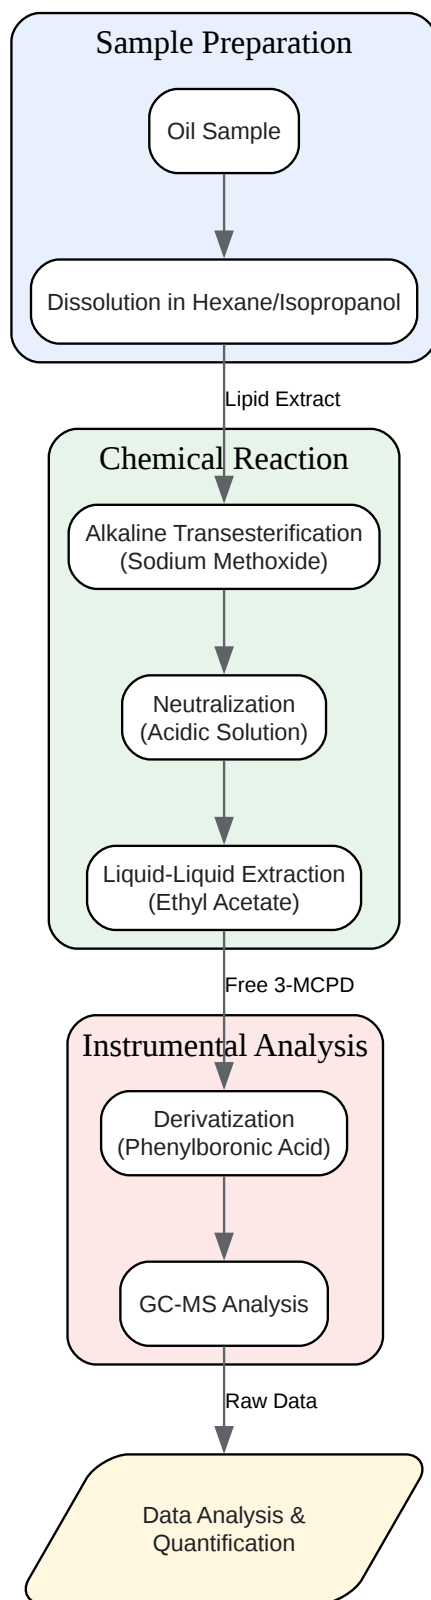 Sample Preparation
Oil Sample
Dissolution in Hexane/Isopropanol
Lipid Extract
Chemical Reaction
Alkaline Transesterification
(Sodium Methoxide)
Neutralization
(Acidic Solution)
Liquid-Liquid Extraction
(Ethyl Acetate)
Free 3-MCPD
Instrumental Analysis
Derivatization
(Phenylboronic Acid)
GC-MS Analysis
Raw Data
Data Analysis &
Quantification